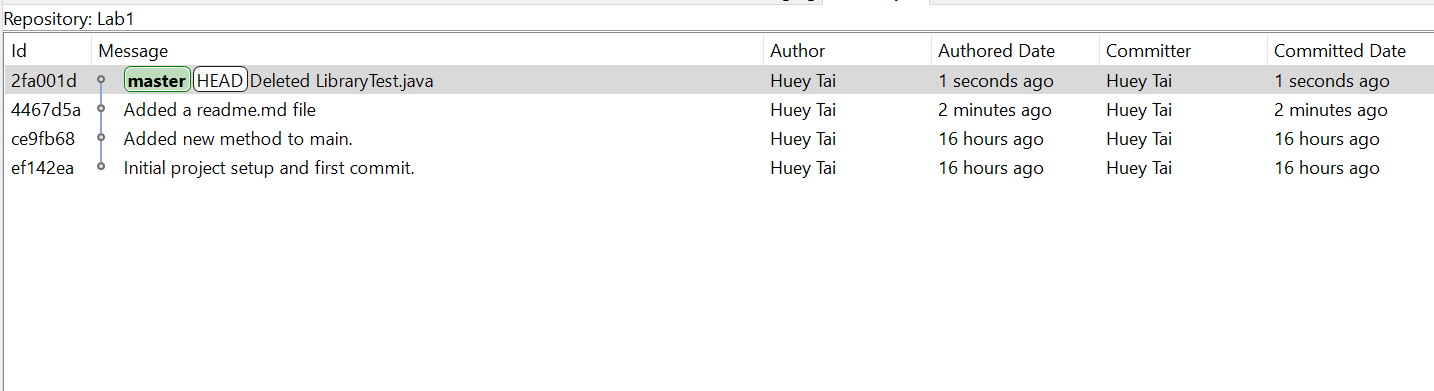 Repository: Lab1
Id Message Author Authored Date Committer Committed Date
2fa001d master HEAD Deleted LibraryTest.java Huey Tai 1 seconds ago Huey Tai 1 seconds ago
4467d5a Added a readme.md file Huey Tai 2 minutes ago Huey Tai 2 minutes ago
ce9fb68 Added new method to main. Huey Tai 16 hours ago Huey Tai 16 hours ago
ef142ea Initial project setup and first commit. Huey Tai 16 hours ago Huey Tai 16 hours ago